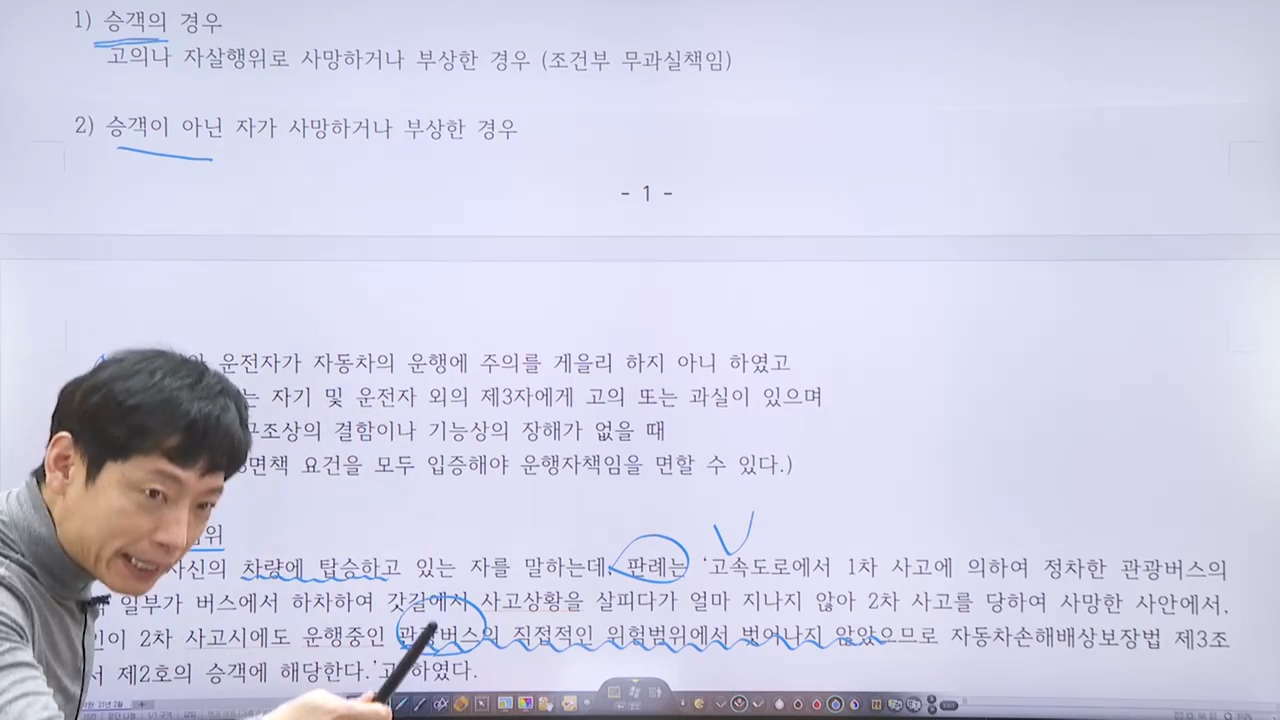 1) 승객의 경우
고의나 자살행위로 사망하거나 부상한 경우 (조건부 무과실책임)
2) 승객이 아닌 자가 사망하거나 부상한 경우
- 1 -
운전자가 자동차의 운행에 주의를 게을리 하지 아니 하였고
는 자기 및 운전자 외의 제3자에게 고의 또는 과실이 있으며
구조상의 결함이나 기능상의 장해가 없을 때
면책 요건을 모두 입증해야 운행자책임을 면할 수 있다.)
위
자신의 차량에 탑승하고 있는 자를 말하는데, 판례는 '고속도로에서 1차 사고에 의하여 정차한 관광버스의
일부가 버스에서 하차하여 갓길에서 사고상황을 살피다가 얼마 지나지 않아 2차 사고를 당하여 사망한 사안에서,
인이 2차 사고시에도 운행중인 관광버스의 직접적인 위험범위에서 벗어나지 않았으므로 자동차손해배상보장법 제3조
서 제2호의 승객에 해당한다.'고 하였다.